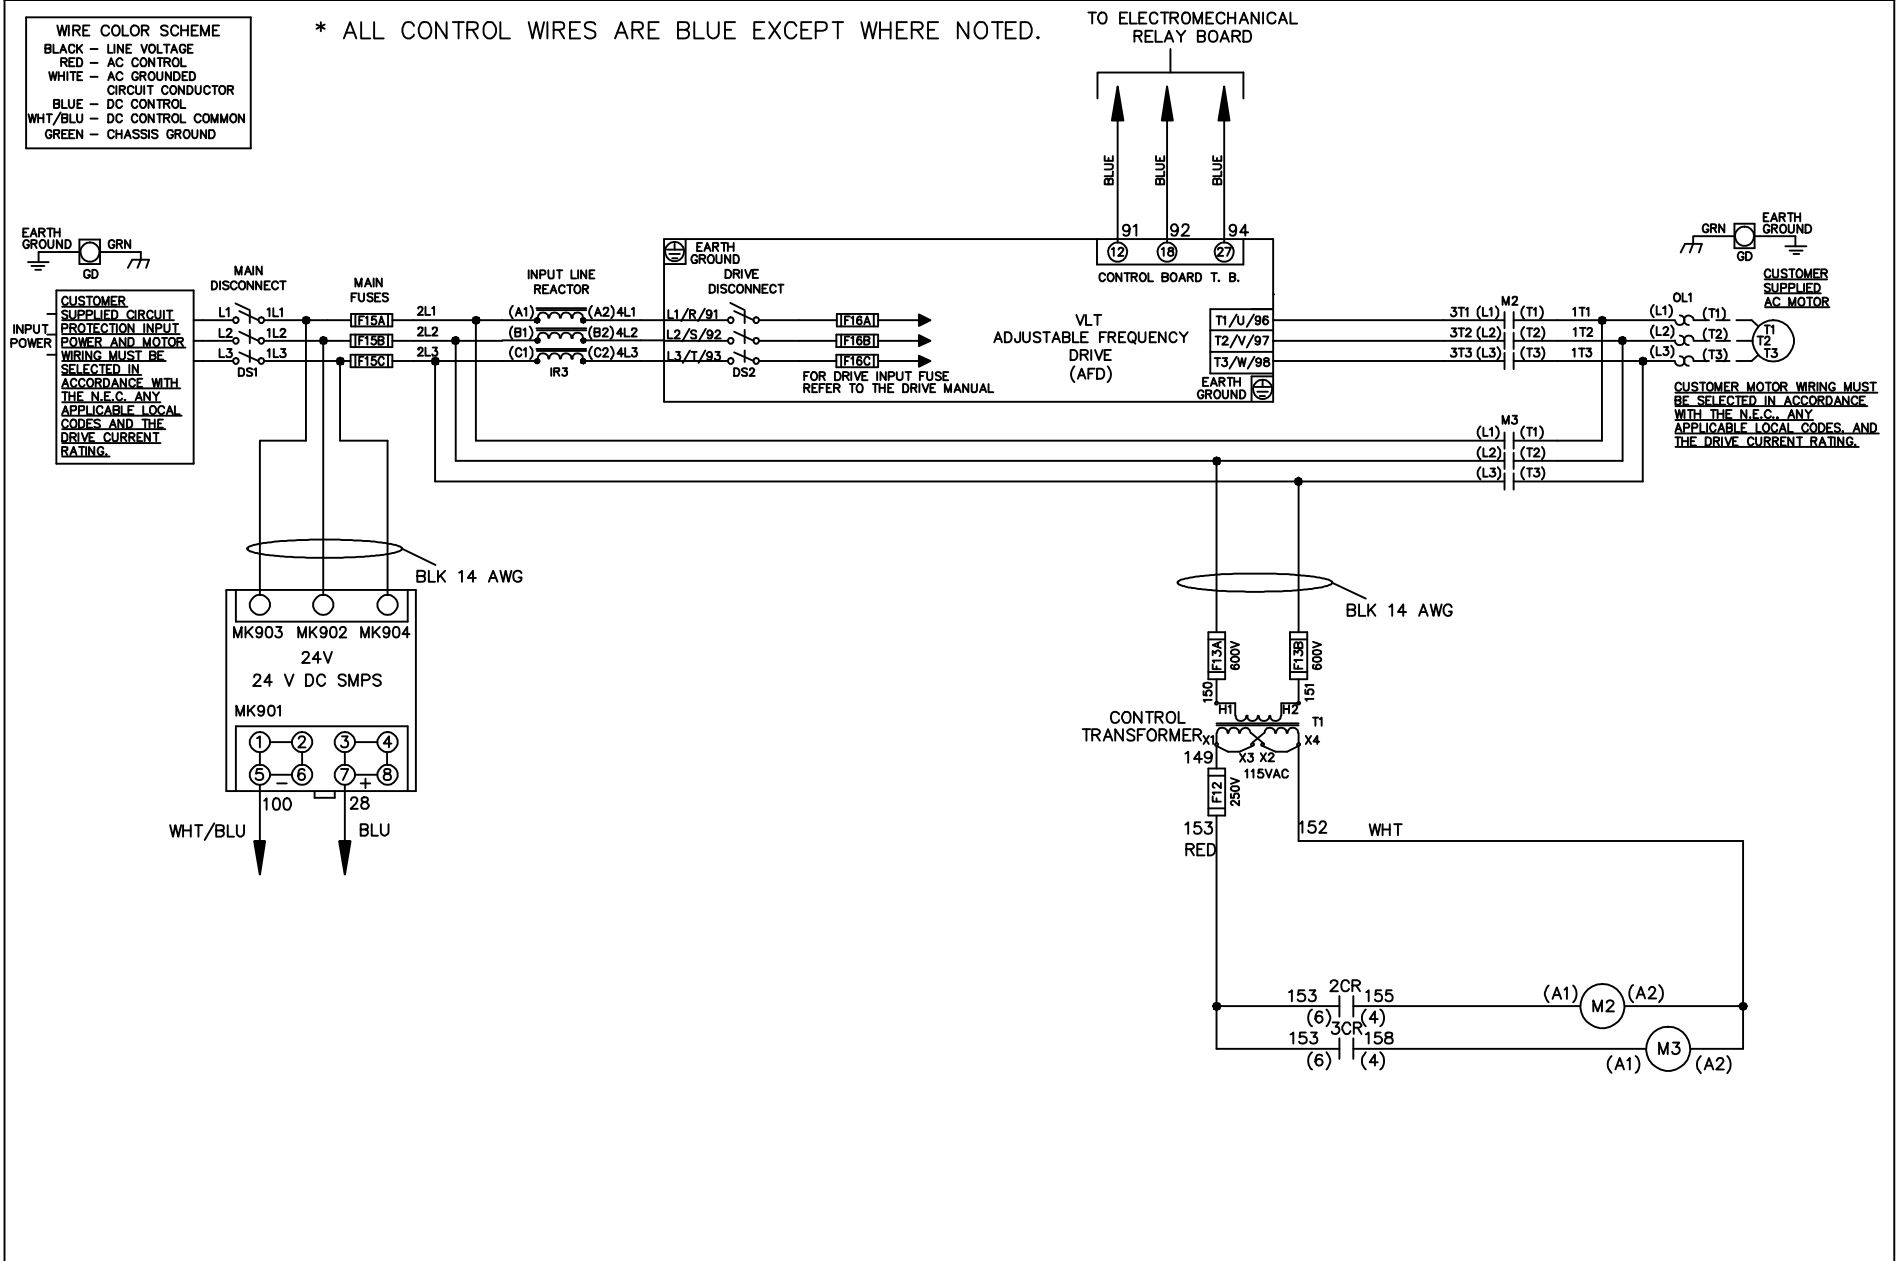 WIRE COLOR SCHEME
BLACK – LINE VOLTAGE
RED – AC CONTROL
WHITE – AC GROUNDED
CIRCUIT CONDUCTOR
BLUE – DC CONTROL
WHT/BLU – DC CONTROL COMMON
GREEN – CHASSIS GROUND
* ALL CONTROL WIRES ARE BLUE EXCEPT WHERE NOTED.
TO ELECTROMECHANICAL
RELAY BOARD
BLUE
BLUE
BLUE
91 92 94
12 18 27
CONTROL BOARD T. B.
EARTH
GROUND
GRN
GD
CUSTOMER
SUPPLIED CIRCUIT
PROTECTION INPUT
POWER AND MOTOR
WIRING MUST BE
SELECTED IN
ACCORDANCE WITH
THE N.E.C. ANY
APPLICABLE LOCAL
CODES AND THE
DRIVE CURRENT
RATING.
INPUT
POWER
MAIN
DISCONNECT
L1 1L1
L2 1L2
L3 1L3
DS1
MAIN
FUSES
F15A
F15B
F15C
2L1
2L2
2L3
INPUT LINE
REACTOR
(A1) (A2) 4L1
(B1) (B2) 4L2
(C1) (C2) 4L3
IR3
EARTH
GROUND
DRIVE
DISCONNECT
L1/R/91
L2/S/92
L3/T/93
DS2
F16A
F16B
F16C
FOR DRIVE INPUT FUSE
REFER TO THE DRIVE MANUAL
VLT
ADJUSTABLE FREQUENCY
DRIVE
(AFD)
T1/U/96
T2/V/97
T3/W/98
EARTH
GROUND
M2
3T1 (L1) (T1) 1T1
3T2 (L2) (T2) 1T2
3T3 (L3) (T3) 1T3
M3
(L1) (T1)
(L2) (T2)
(L3) (T3)
OL1
(L1) (T1)
(L2) (T2)
(L3) (T3)
T1
T2
T3
GRN
GD
EARTH
GROUND
CUSTOMER
SUPPLIED
AC MOTOR
CUSTOMER MOTOR WIRING MUST
BE SELECTED IN ACCORDANCE
WITH THE N.E.C., ANY
APPLICABLE LOCAL CODES, AND
THE DRIVE CURRENT RATING.
BLK 14 AWG
MK903 MK902 MK904
24V
24 V DC SMPS
MK901
1 2 3 4
5 6 7 8
– +
100 28
WHT/BLU BLU
BLK 14 AWG
F13A 600V
F13B 600V
150 151
H1 H2
T1
CONTROL
TRANSFORMER
X1 X4
X3 X2
149
115VAC
F12 250V
153
RED
152 WHT
2CR
153 155
(6) (4)
(A1) M2 (A2)
3CR
153 158
(6) (4)
(A1) M3 (A2)